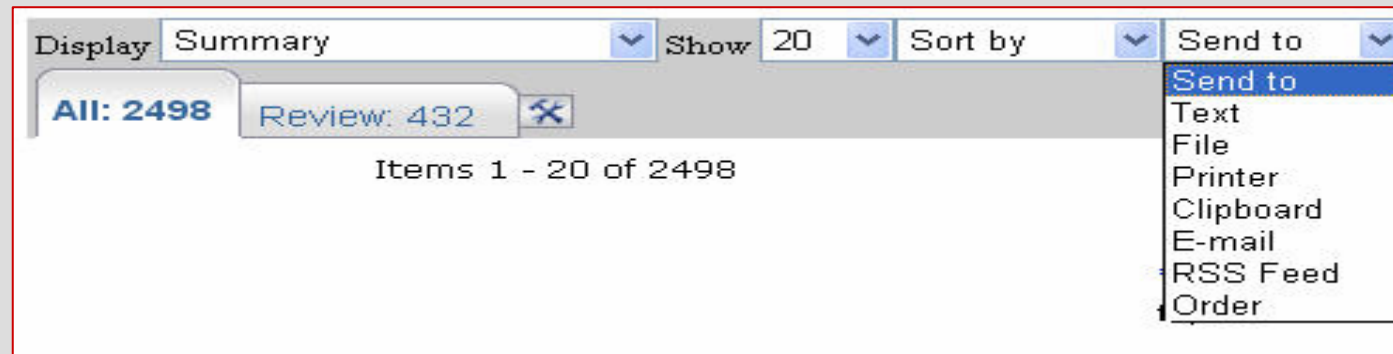 Display Summary Show 20 Sort by Send to
All: 2498 Review: 432
Items 1 - 20 of 2498
Send to
Text
File
Printer
Clipboard
E-mail
RSS Feed
Order